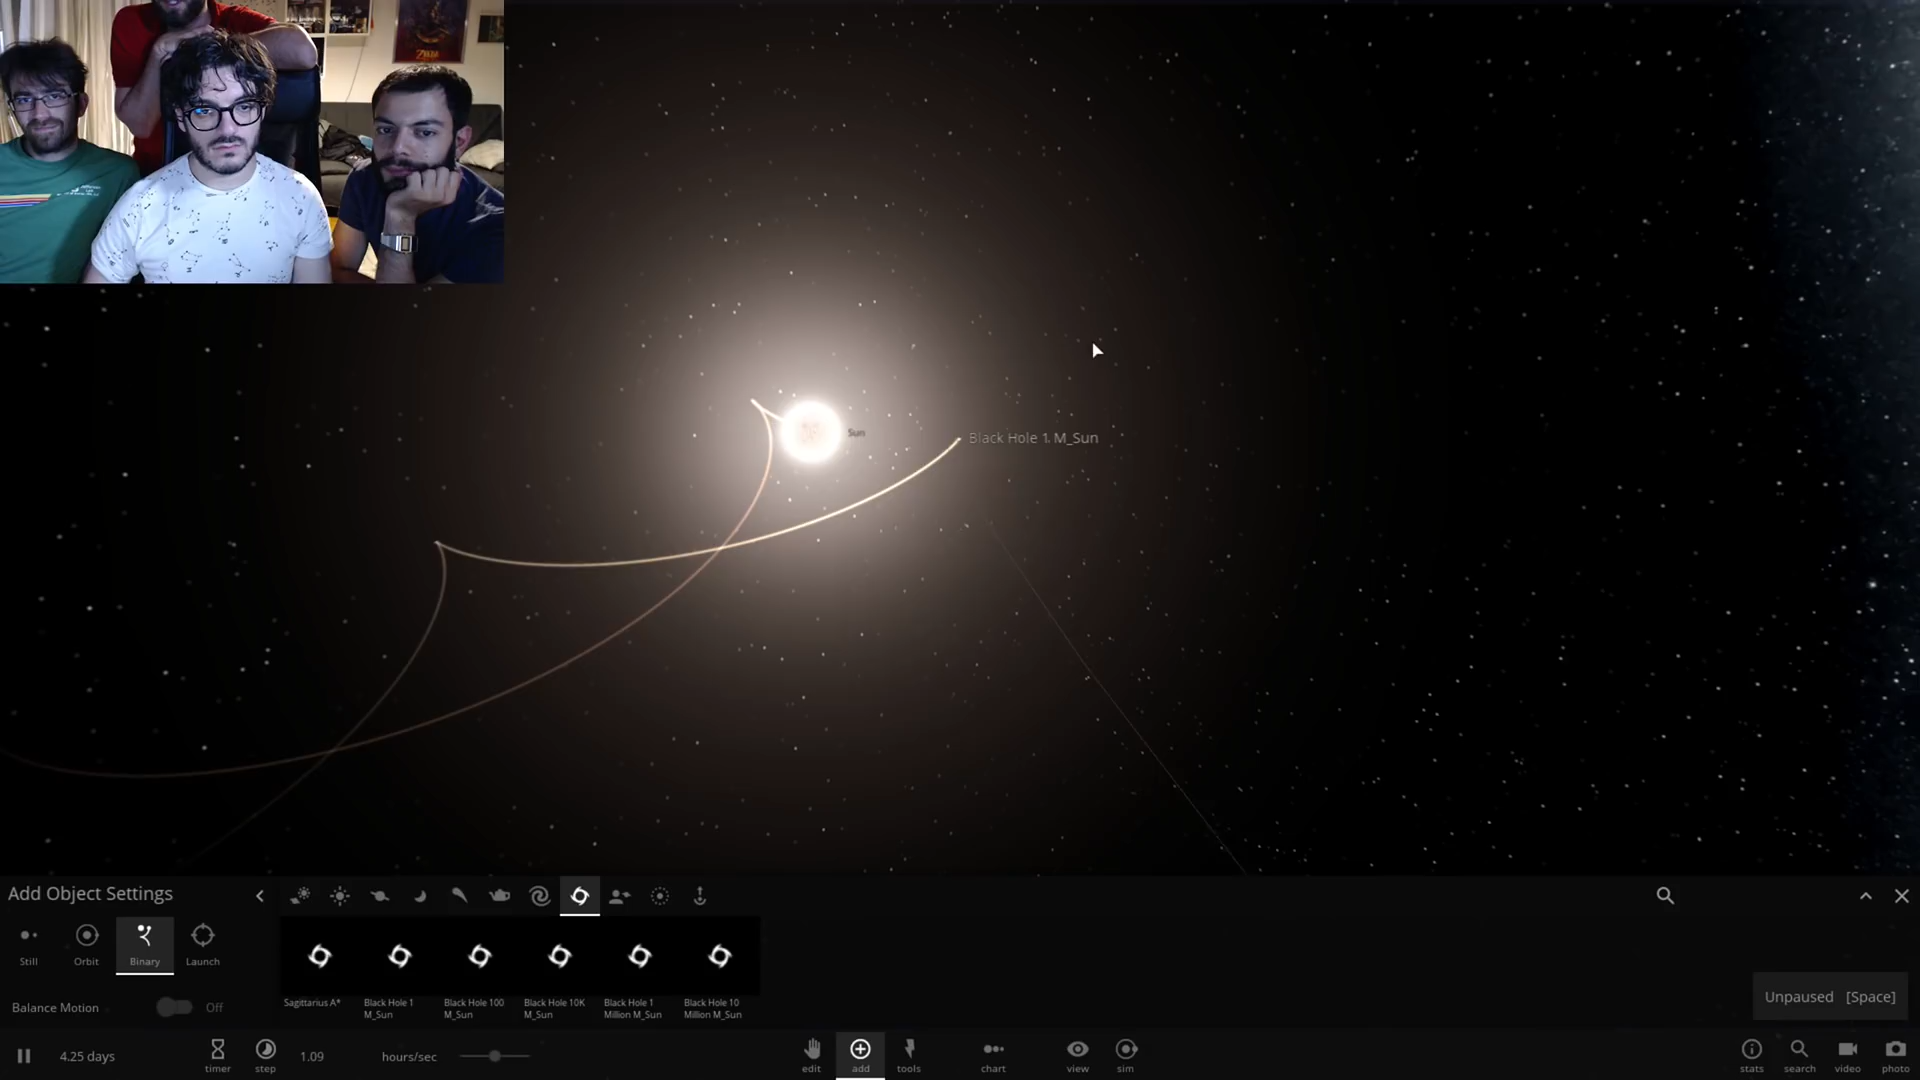 ZELDA
Sun
Black Hole 1 M_Sun
Add Object Settings
Still
Orbit
Binary
Launch
Balance Motion
Off
Sagittarius A*
Black Hole 1
M_Sun
Black Hole 100
M_Sun
Black Hole 10K
M_Sun
Black Hole 1
Million M_Sun
Black Hole 10
Million M_Sun
Unpaused [Space]
4.25 days
timer
step
1.09
hours/sec
edit
add
tools
chart
view
sim
stats
search
video
photo